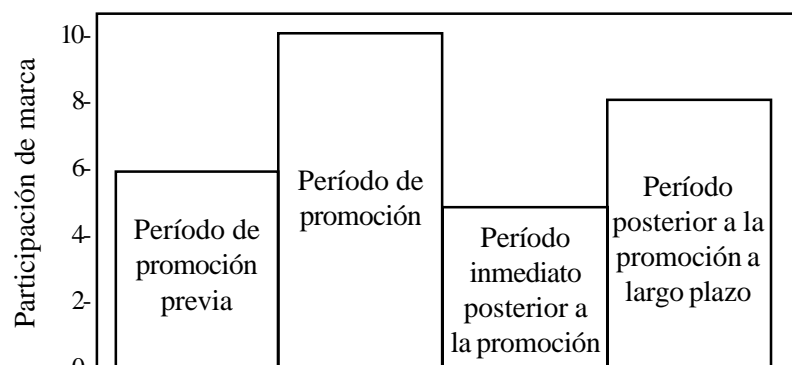 Participación de marca
10-
8-
6-
4-
2-
0
Período de
promoción
previa
Período de
promoción
Período
inmediato
posterior a
la promoción
Período
posterior a la
promoción a
largo plazo